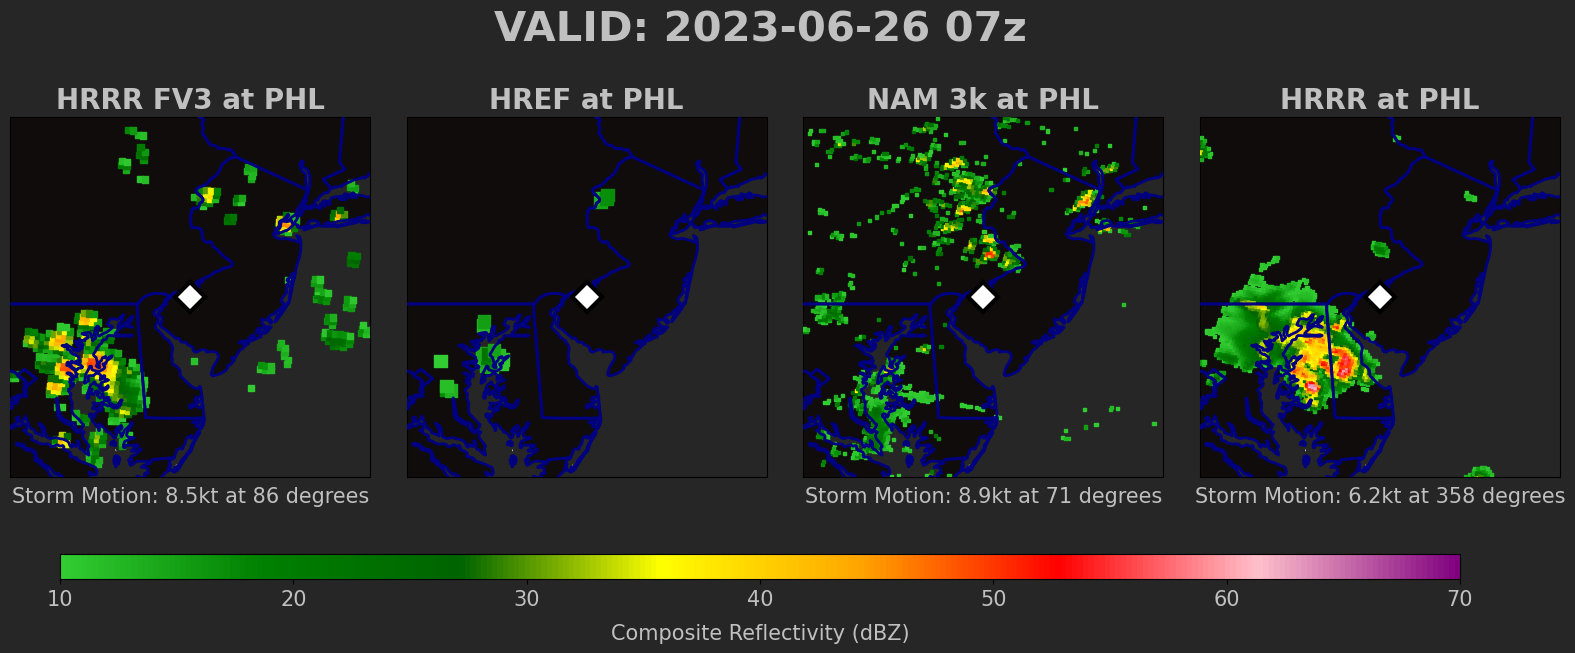 VALID: 2023-06-26 07z
HRRR FV3 at PHL
HREF at PHL
NAM 3k at PHL
HRRR at PHL
Storm Motion: 8.5kt at 86 degrees
Storm Motion: 8.9kt at 71 degrees
Storm Motion: 6.2kt at 358 degrees
10 20 30 40 50 60 70
Composite Reflectivity (dBZ)